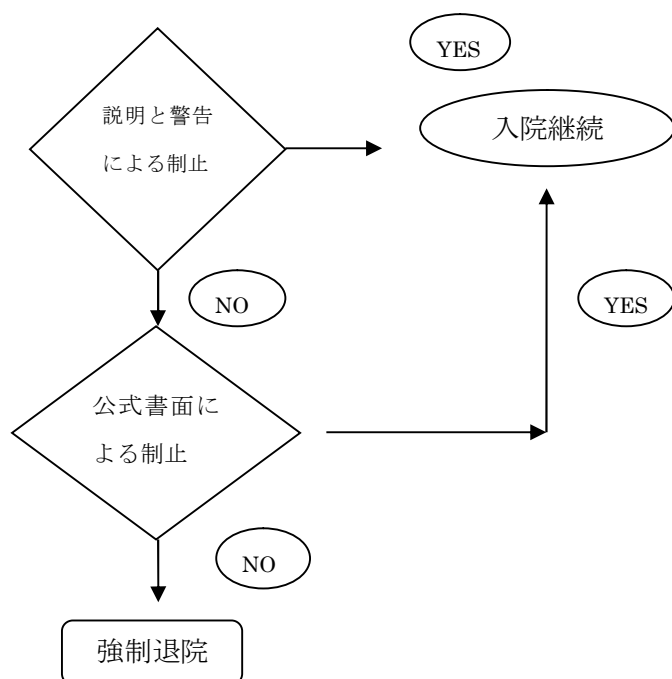 YES
説明と警告
による制止
入院継続
NO
YES
公式書面に
よる制止
NO
強制退院